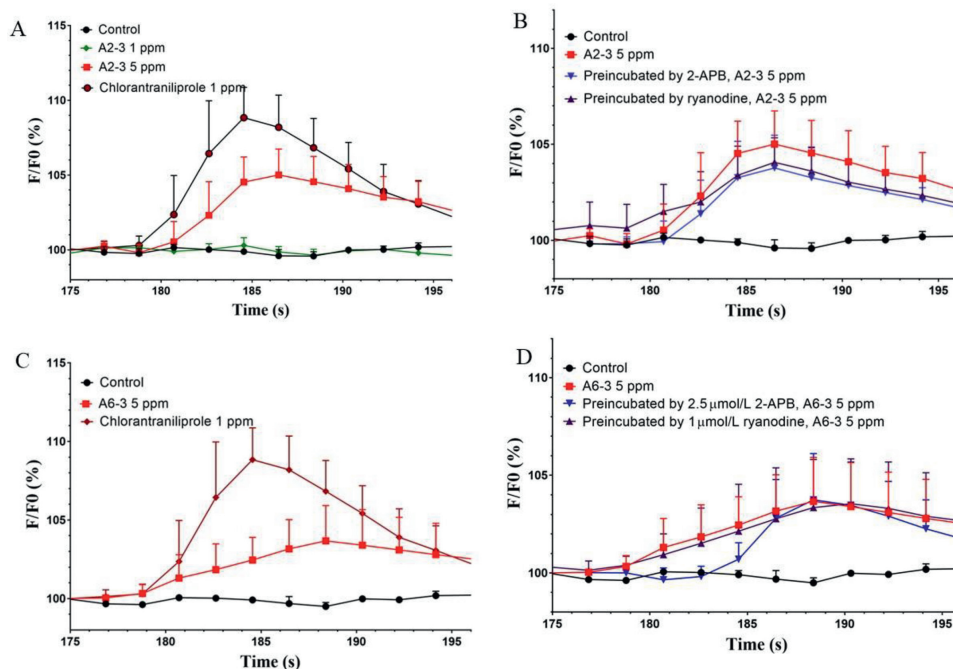 A
Control
A2-3 1 ppm
A2-3 5 ppm
Chlorantraniliprole 1 ppm
F/F0 (%)
115
110
105
100
175 180 185 190 195
Time (s)
B
Control
A2-3 5 ppm
Preincubated by 2-APB, A2-3 5 ppm
Preincubated by ryanodine, A2-3 5 ppm
F/F0 (%)
110
105
100
175 180 185 190 195
Time (s)
C
Control
A6-3 5 ppm
Chlorantraniliprole 1 ppm
F/F0 (%)
115
110
105
100
175 180 185 190 195
Time (s)
D
Control
A6-3 5 ppm
Preincubated by 2.5μmol/L 2-APB, A6-3 5 ppm
Preincubated by 1μmol/L ryanodine, A6-3 5 ppm
F/F0 (%)
110
105
100
175 180 185 190 195
Time (s)